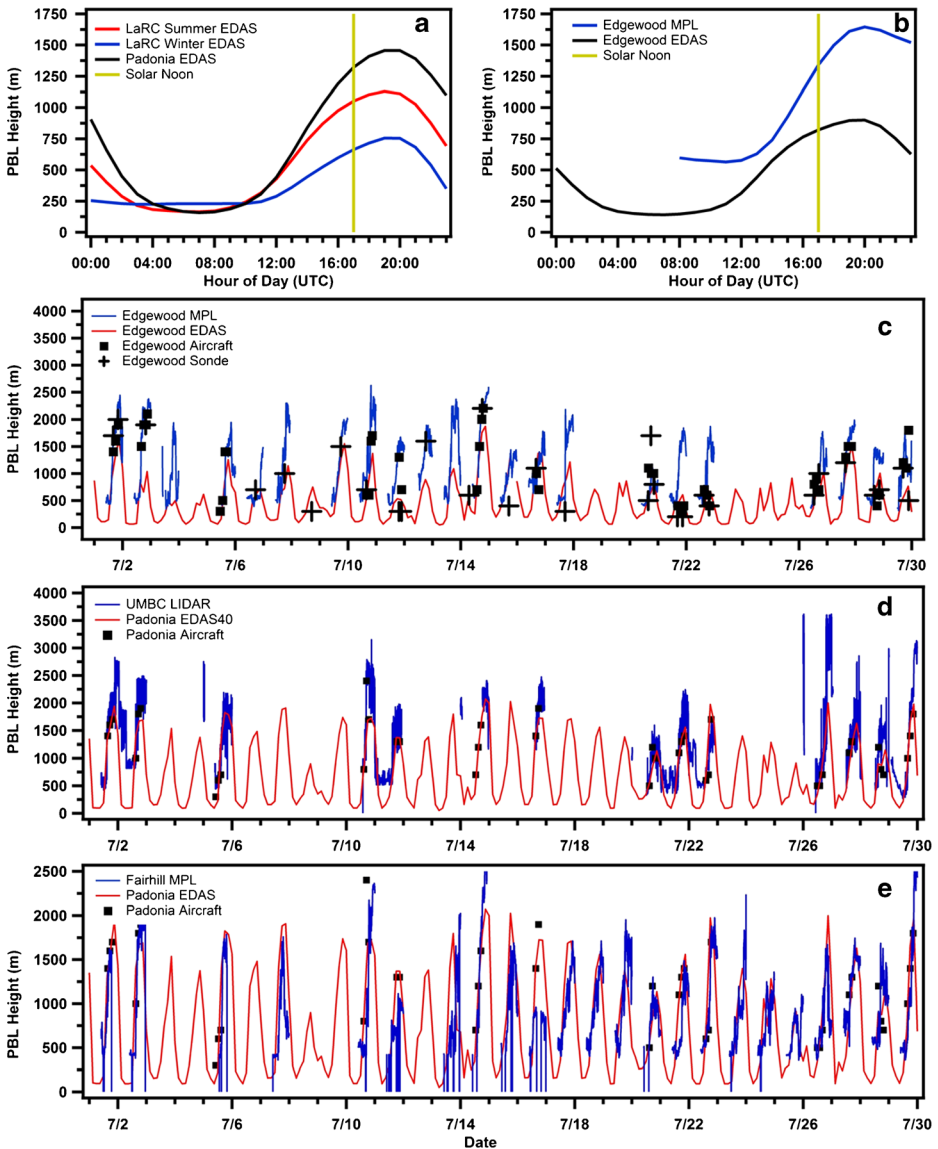 a
LaRC Summer EDAS
LaRC Winter EDAS
Padonia EDAS
Solar Noon
PBL Height (m)
1750
1500
1250
1000
750
500
250
0
00:00 04:00 08:00 12:00 16:00 20:00
Hour of Day (UTC)
b
Edgewood MPL
Edgewood EDAS
Solar Noon
PBL Height (m)
1750
1500
1250
1000
750
500
250
0
00:00 04:00 08:00 12:00 16:00 20:00
Hour of Day (UTC)
c
Edgewood MPL
Edgewood EDAS
Edgewood Aircraft
Edgewood Sonde
PBL Height (m)
4000
3500
3000
2500
2000
1500
1000
500
0
7/2 7/6 7/10 7/14 7/18 7/22 7/26 7/30
d
UMBC LIDAR
Padonia EDAS40
Padonia Aircraft
PBL Height (m)
4000
3500
3000
2500
2000
1500
1000
500
0
7/2 7/6 7/10 7/14 7/18 7/22 7/26 7/30
e
Fairhill MPL
Padonia EDAS
Padonia Aircraft
PBL Height (m)
2500
2000
1500
1000
500
0
7/2 7/6 7/10 7/14 7/18 7/22 7/26 7/30
Date